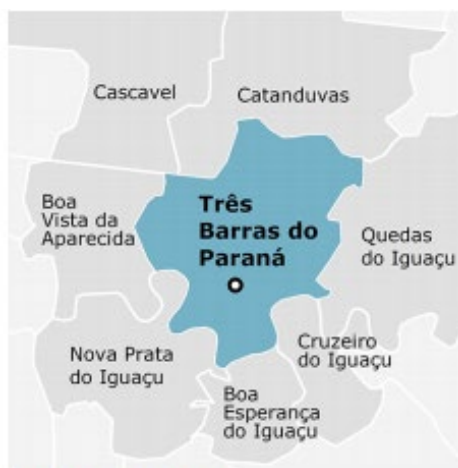 Cascavel
Catanduvas
Boa
Vista da
Aparecida
Três
Barras do
Paraná
Quedas
do Iguaçu
Nova Prata
do Iguaçu
Cruzeiro
do Iguaçu
Boa
Esperança
do Iguaçu